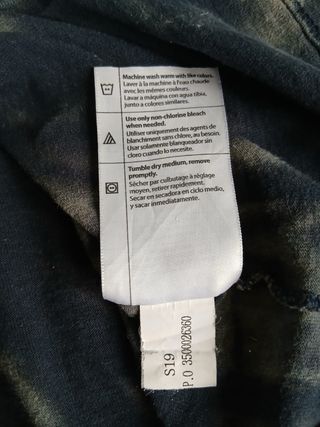 Machine wash warm with like colors.
Laver à la machine à l'eau chaude
avec les mêmes couleurs.
Lavar a máquina con agua tibia,
junto a colores similares.
Use only non-chlorine bleach
when needed.
Utiliser uniquement des agents de
blanchiment sans chlore, au besoin.
Usar solamente blanqueador sin
cloro cuando lo necesite.
Tumble dry medium, remove
promptly.
Sécher par culbutage à réglage
moyen, retirer rapidement.
Secar en secadora en ciclo medio,
y sacar inmediatamente.
S19
P.O 3500026360